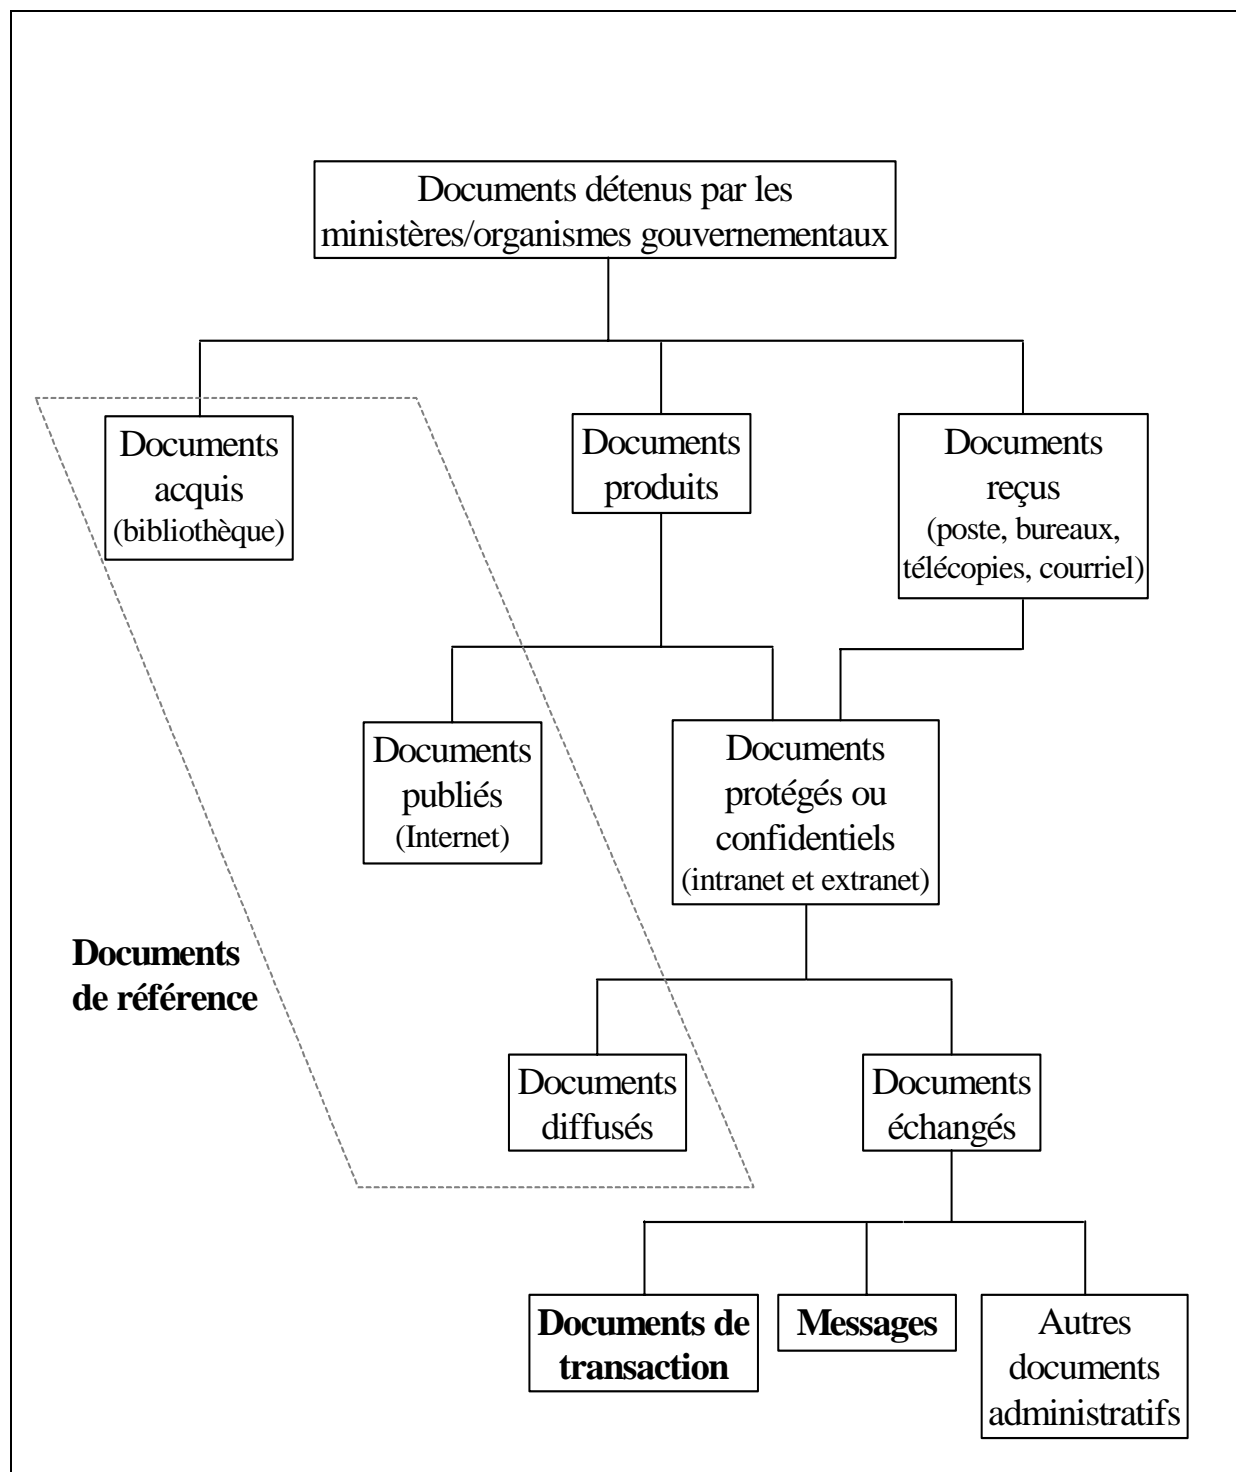 Documents détenus par les
ministères/organismes gouvernementaux
Documents
acquis
(bibliothèque)
Documents
produits
Documents
reçus
(poste, bureaux,
télécopies, courriel)
Documents
publiés
(Internet)
Documents
protégés ou
confidentiels
(intranet et extranet)
Documents
de référence
Documents
diffusés
Documents
échangés
Documents de
transaction
Messages
Autres
documents
administratifs